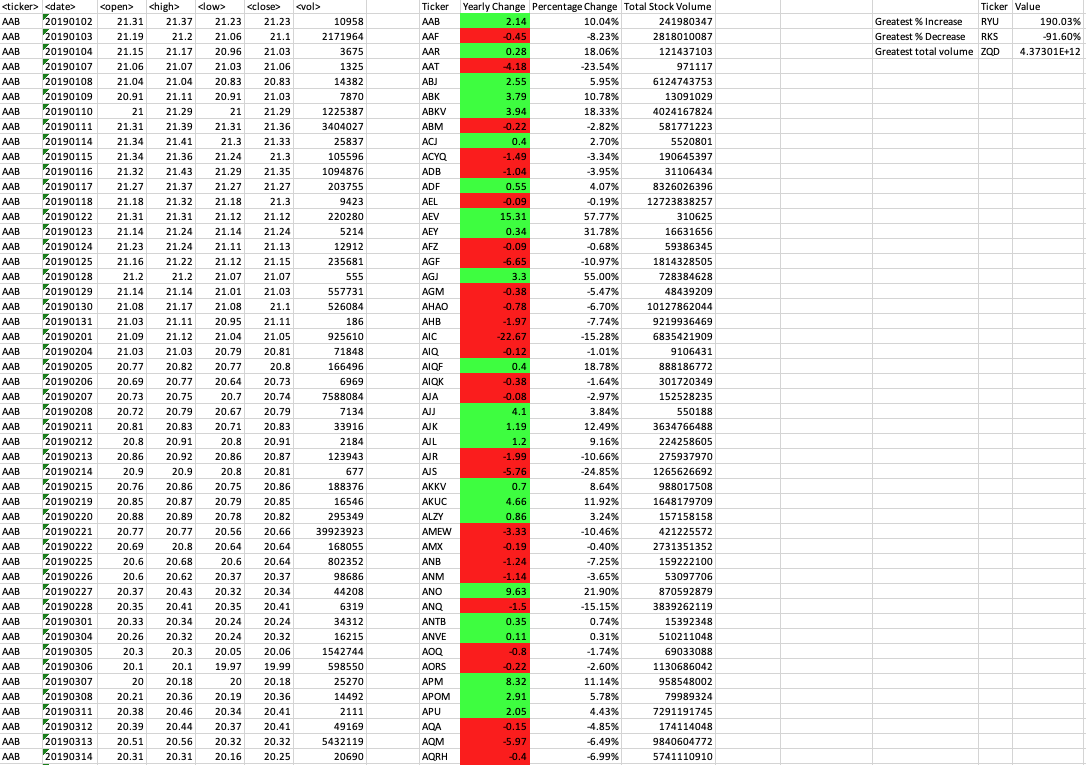 <ticker> <date> <open> <high> <low> <close> <vol> Ticker Yearly Change Percentage Change Total Stock Volume Ticker Value
AAB 20190102 21.31 21.37 21.23 21.23 10958 AAB 2.14 10.04% 241980347 Greatest % Increase RYU 190.03%
AAB 20190103 21.19 21.2 21.06 21.1 2171964 AAF -0.45 -8.23% 2818010087 Greatest % Decrease RKS -91.60%
AAB 20190104 21.15 21.17 20.96 21.03 3675 AAR 0.28 18.06% 121437103 Greatest total volume ZQD 4.37301E+12
AAB 20190107 21.06 21.07 21.03 21.06 1325 AAT -4.18 -23.54% 971117
AAB 20190108 21.04 21.04 20.83 20.83 14382 ABJ 2.55 5.95% 6124743753
AAB 20190109 20.91 21.11 20.91 21.03 7870 ABK 3.79 10.78% 13091029
AAB 20190110 21 21.29 21 21.29 1225387 ABKV 3.94 18.33% 4024167824
AAB 20190111 21.31 21.39 21.31 21.36 3404027 ABM -0.22 -2.82% 581771223
AAB 20190114 21.34 21.41 21.3 21.33 25837 ACJ 0.4 2.70% 5520801
AAB 20190115 21.34 21.36 21.24 21.3 105596 ACYQ -1.49 -3.34% 190645397
AAB 20190116 21.32 21.43 21.29 21.35 1094876 ADB -1.04 -3.95% 31106434
AAB 20190117 21.27 21.37 21.27 21.27 203755 ADF 0.55 4.07% 8326026396
AAB 20190118 21.18 21.32 21.18 21.3 9423 AEL -0.09 -0.19% 12723838257
AAB 20190122 21.31 21.31 21.12 21.12 220280 AEV 15.31 57.77% 310625
AAB 20190123 21.14 21.24 21.14 21.24 5214 AEY 0.34 31.78% 16631656
AAB 20190124 21.23 21.24 21.11 21.13 12912 AFZ -0.09 -0.68% 59386345
AAB 20190125 21.16 21.22 21.12 21.15 235681 AGF -6.65 -10.97% 1814328505
AAB 20190128 21.2 21.2 21.07 21.07 555 AGJ 3.3 55.00% 728384628
AAB 20190129 21.14 21.14 21.01 21.03 557731 AGM -0.38 -5.47% 48439209
AAB 20190130 21.08 21.17 21.08 21.1 526084 AHAO -0.78 -6.70% 10127862044
AAB 20190131 21.03 21.11 20.95 21.11 186 AHB -1.97 -7.74% 9219936469
AAB 20190201 21.09 21.12 21.04 21.05 925610 AIC -22.67 -15.28% 6835421909
AAB 20190204 21.03 21.03 20.79 20.81 71848 AIQ -0.12 -1.01% 9106431
AAB 20190205 20.77 20.82 20.77 20.8 166496 AIQF 0.4 18.78% 888186772
AAB 20190206 20.69 20.77 20.64 20.73 6969 AIQK -0.38 -1.64% 301720349
AAB 20190207 20.73 20.75 20.7 20.74 7588084 AJA -0.08 -2.97% 152528235
AAB 20190208 20.72 20.79 20.67 20.79 7134 AJJ 4.1 3.84% 550188
AAB 20190211 20.81 20.83 20.71 20.83 33916 AJK 1.19 12.49% 3634766488
AAB 20190212 20.8 20.91 20.8 20.91 2184 AJL 1.2 9.16% 224258605
AAB 20190213 20.86 20.92 20.86 20.87 123943 AJR -1.99 -10.66% 275937970
AAB 20190214 20.9 20.9 20.8 20.81 677 AJS -5.76 -24.85% 1265626692
AAB 20190215 20.76 20.86 20.75 20.86 188376 AKKV 0.7 8.64% 988017508
AAB 20190219 20.85 20.87 20.79 20.85 16546 AKUC 4.66 11.92% 1648179709
AAB 20190220 20.88 20.89 20.78 20.82 295349 ALZY 0.86 3.24% 157158158
AAB 20190221 20.77 20.77 20.56 20.66 39923923 AMEW -3.33 -10.46% 421225572
AAB 20190222 20.69 20.8 20.64 20.64 168055 AMX -0.19 -0.40% 2731351352
AAB 20190225 20.6 20.68 20.6 20.64 802352 ANB -1.24 -7.25% 159222100
AAB 20190226 20.6 20.62 20.37 20.37 98686 ANM -1.14 -3.65% 53097706
AAB 20190227 20.37 20.43 20.32 20.34 44208 ANO 9.63 21.90% 870592879
AAB 20190228 20.35 20.41 20.35 20.41 6319 ANQ -1.5 -15.15% 3839262119
AAB 20190301 20.33 20.34 20.24 20.24 34312 ANTB 0.35 0.74% 15392348
AAB 20190304 20.26 20.32 20.24 20.32 16215 ANVE 0.11 0.31% 510211048
AAB 20190305 20.3 20.3 20.05 20.06 1542744 AOQ -0.8 -1.74% 69033088
AAB 20190306 20.1 20.1 19.97 19.99 598550 AORS -0.22 -2.60% 1130686042
AAB 20190307 20 20.18 20 20.18 25270 APM 8.32 11.14% 958548002
AAB 20190308 20.21 20.36 20.19 20.36 14492 APOM 2.91 5.78% 79989324
AAB 20190311 20.38 20.46 20.34 20.41 2111 APU 2.05 4.43% 7291191745
AAB 20190312 20.39 20.44 20.37 20.41 49169 AQA -0.15 -4.85% 174114048
AAB 20190313 20.51 20.56 20.32 20.32 5432119 AQM -5.97 -6.49% 9840604772
AAB 20190314 20.31 20.31 20.16 20.25 20690 AQRH -0.4 -6.99% 5741110910